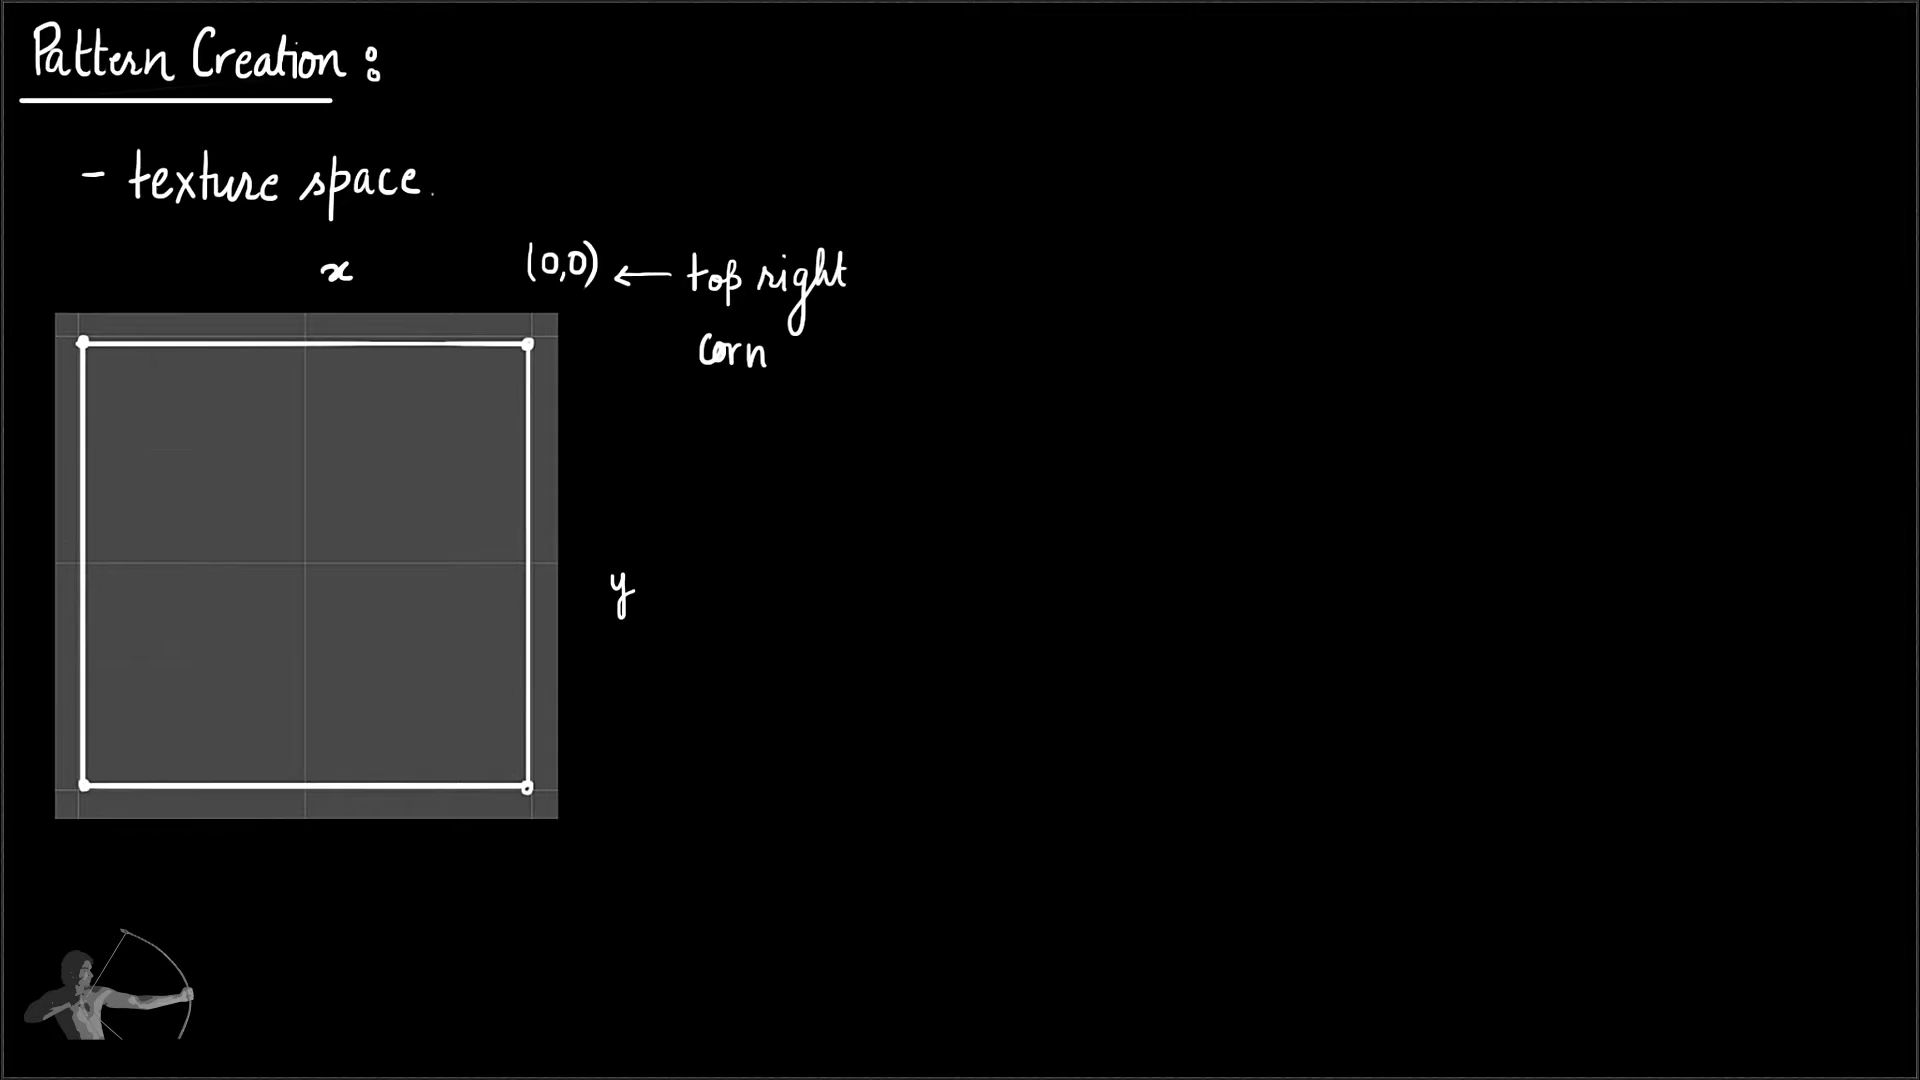 Pattern Creation :
- texture space.
x
(0,0) ← top right
corn
y